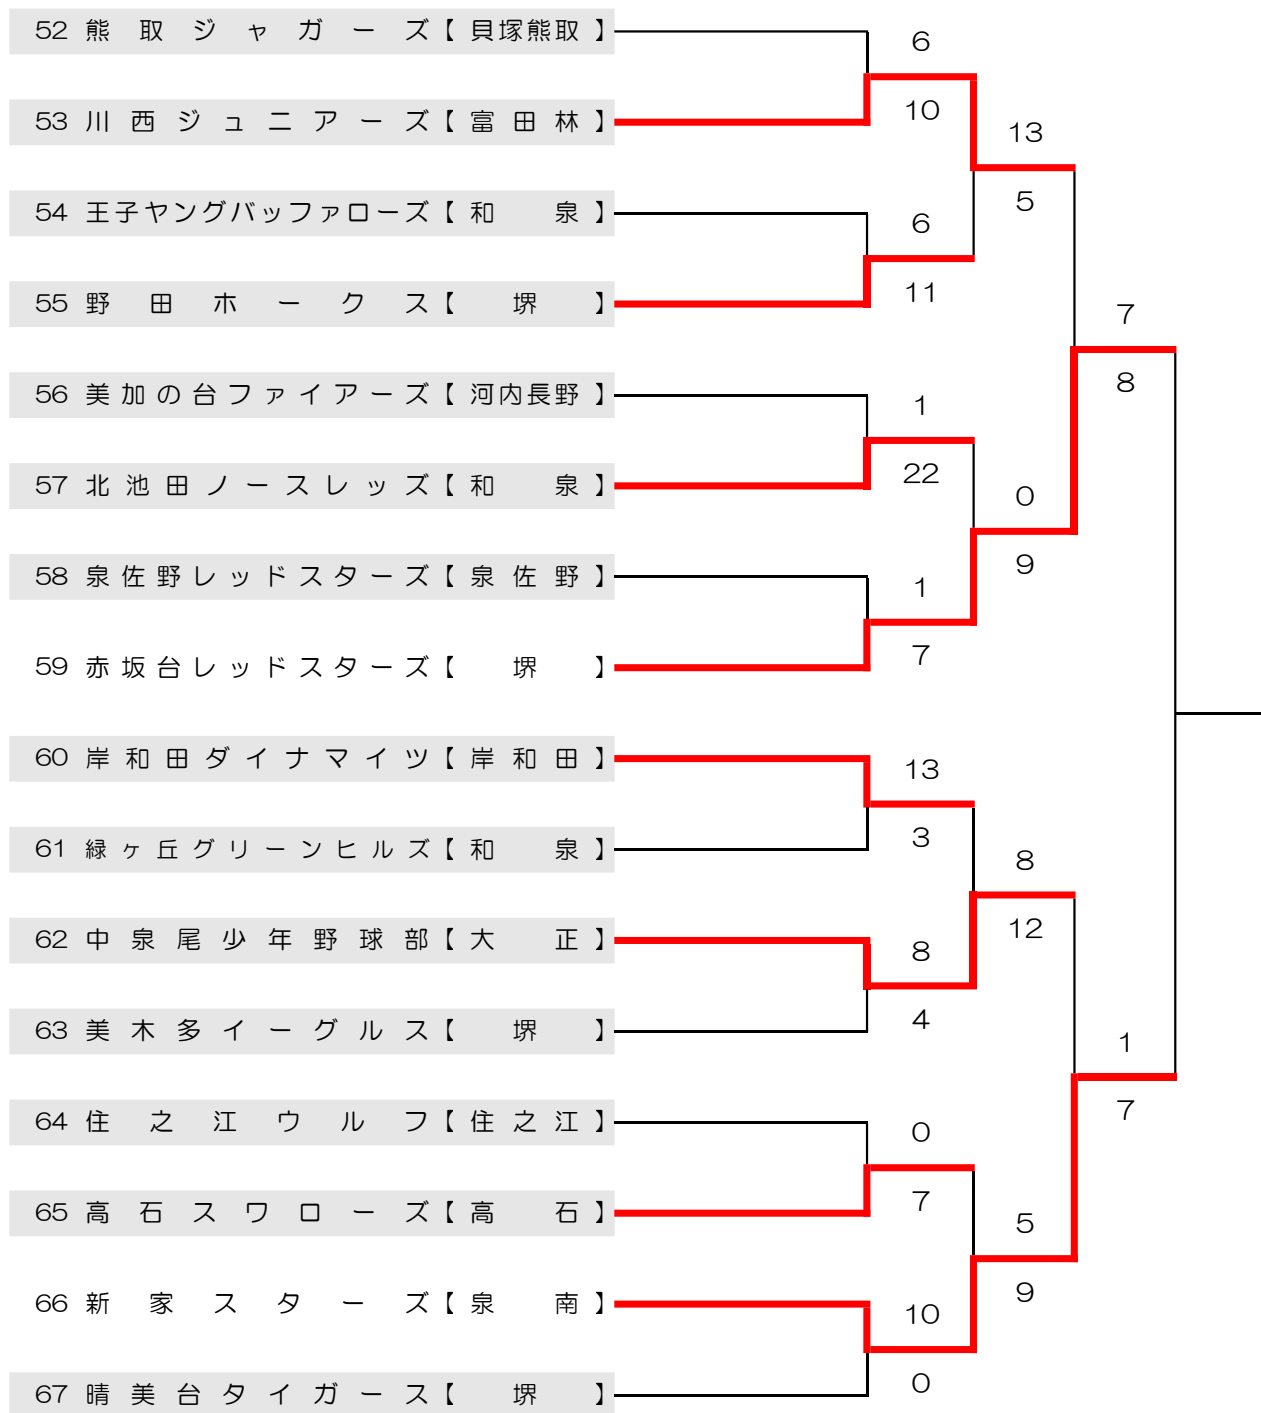 52 熊取ジャガーズ【貝塚熊取】
6
10
53 川西ジュニアーズ【富田林】
13
5
54 王子ヤングバッファローズ【和泉】
6
11
55 野田ホークス【堺】
7
8
56 美加の台ファイアーズ【河内長野】
1
22
57 北池田ノースレッズ【和泉】
0
9
58 泉佐野レッドスターズ【泉佐野】
1
7
59 赤坂台レッドスターズ【堺】
60 岸和田ダイナマイツ【岸和田】
13
3
61 緑ヶ丘グリーンヒルズ【和泉】
8
12
62 中泉尾少年野球部【大正】
8
4
63 美木多イーグルス【堺】
1
7
64 住之江ウルフ【住之江】
0
7
65 高石スワローズ【高石】
5
9
66 新家スターズ【泉南】
10
0
67 晴美台タイガース【堺】